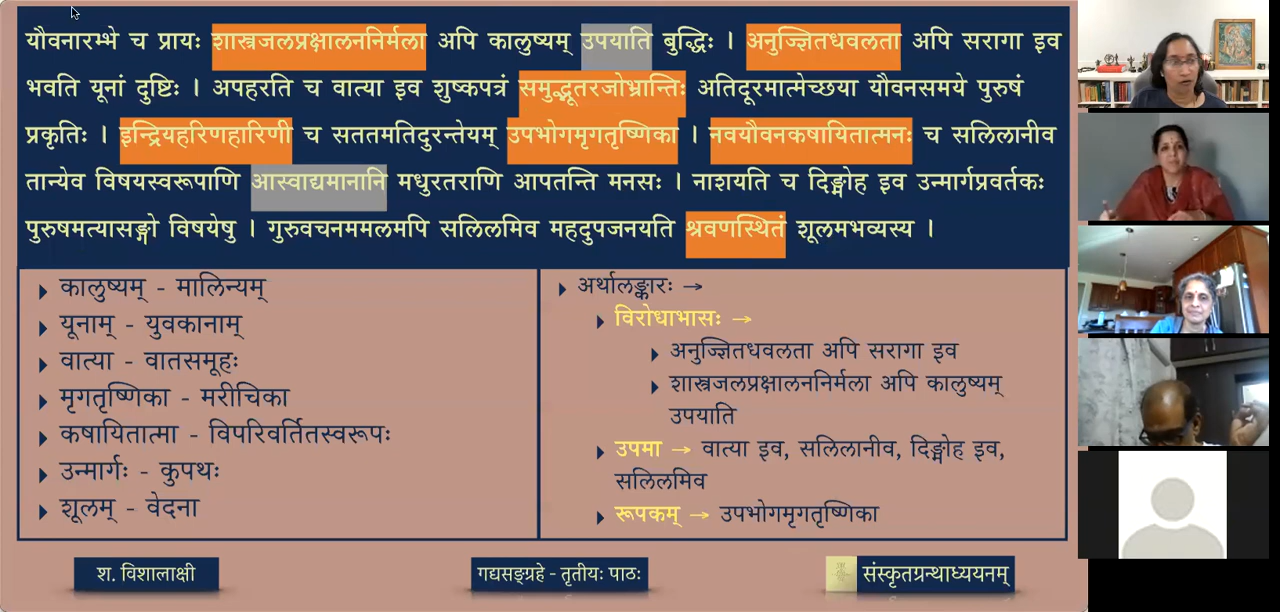 यौवनारम्भे च प्रायः शास्त्रजलप्रक्षालननिर्मला अपि कालुष्यम् उपयाति बुद्धिः । अनुज्झितधवलता अपि सरागा इव
भवति यूनां दृष्टिः । अपहरति च वात्या इव शुष्कपत्रं समुद्भूतरजोभ्रान्तिः अतिदूरमात्मेच्छया यौवनसमये पुरुषं
प्रकृतिः । इन्द्रियहरिणहारिणी च सततमतिदुरन्तेयम् उपभोगमृगतृष्णिका । नवयौवनकषायितात्मनः च सलिलानीव
तान्येव विषयस्वरूपाणि आस्वाद्यमानानि मधुरतराणि आपतन्ति मनसः । नाशयति च दिङ्मोह इव उन्मार्गप्रवर्तकः
पुरुषमत्यासङ्गो विषयेषु । गुरुवचनममलमपि सलिलमिव महदुपजनयति श्रवणस्थितं शूलमभव्यस्य ।
कालुष्यम् - मालिन्यम्
यूनाम् - युवकानाम्
वात्या - वातसमूहः
मृगतृष्णिका - मरीचिका
कषायितात्मा - विपरिवर्तितस्वरूपः
उन्मार्गः - कुपथः
शूलम् - वेदना
अर्थालङ्कारः →
विरोधाभासः →
अनुज्झितधवलता अपि सरागा इव
शास्त्रजलप्रक्षालननिर्मला अपि कालुष्यम्
उपयाति
उपमा → वात्या इव, सलिलानीव, दिङ्मोह इव,
सलिलमिव
रूपकम् → उपभोगमृगतृष्णिका
श. विशालाक्षी
गद्यसङ्ग्रहे - तृतीयः पाठः
संस्कृतग्रन्थाध्ययनम्